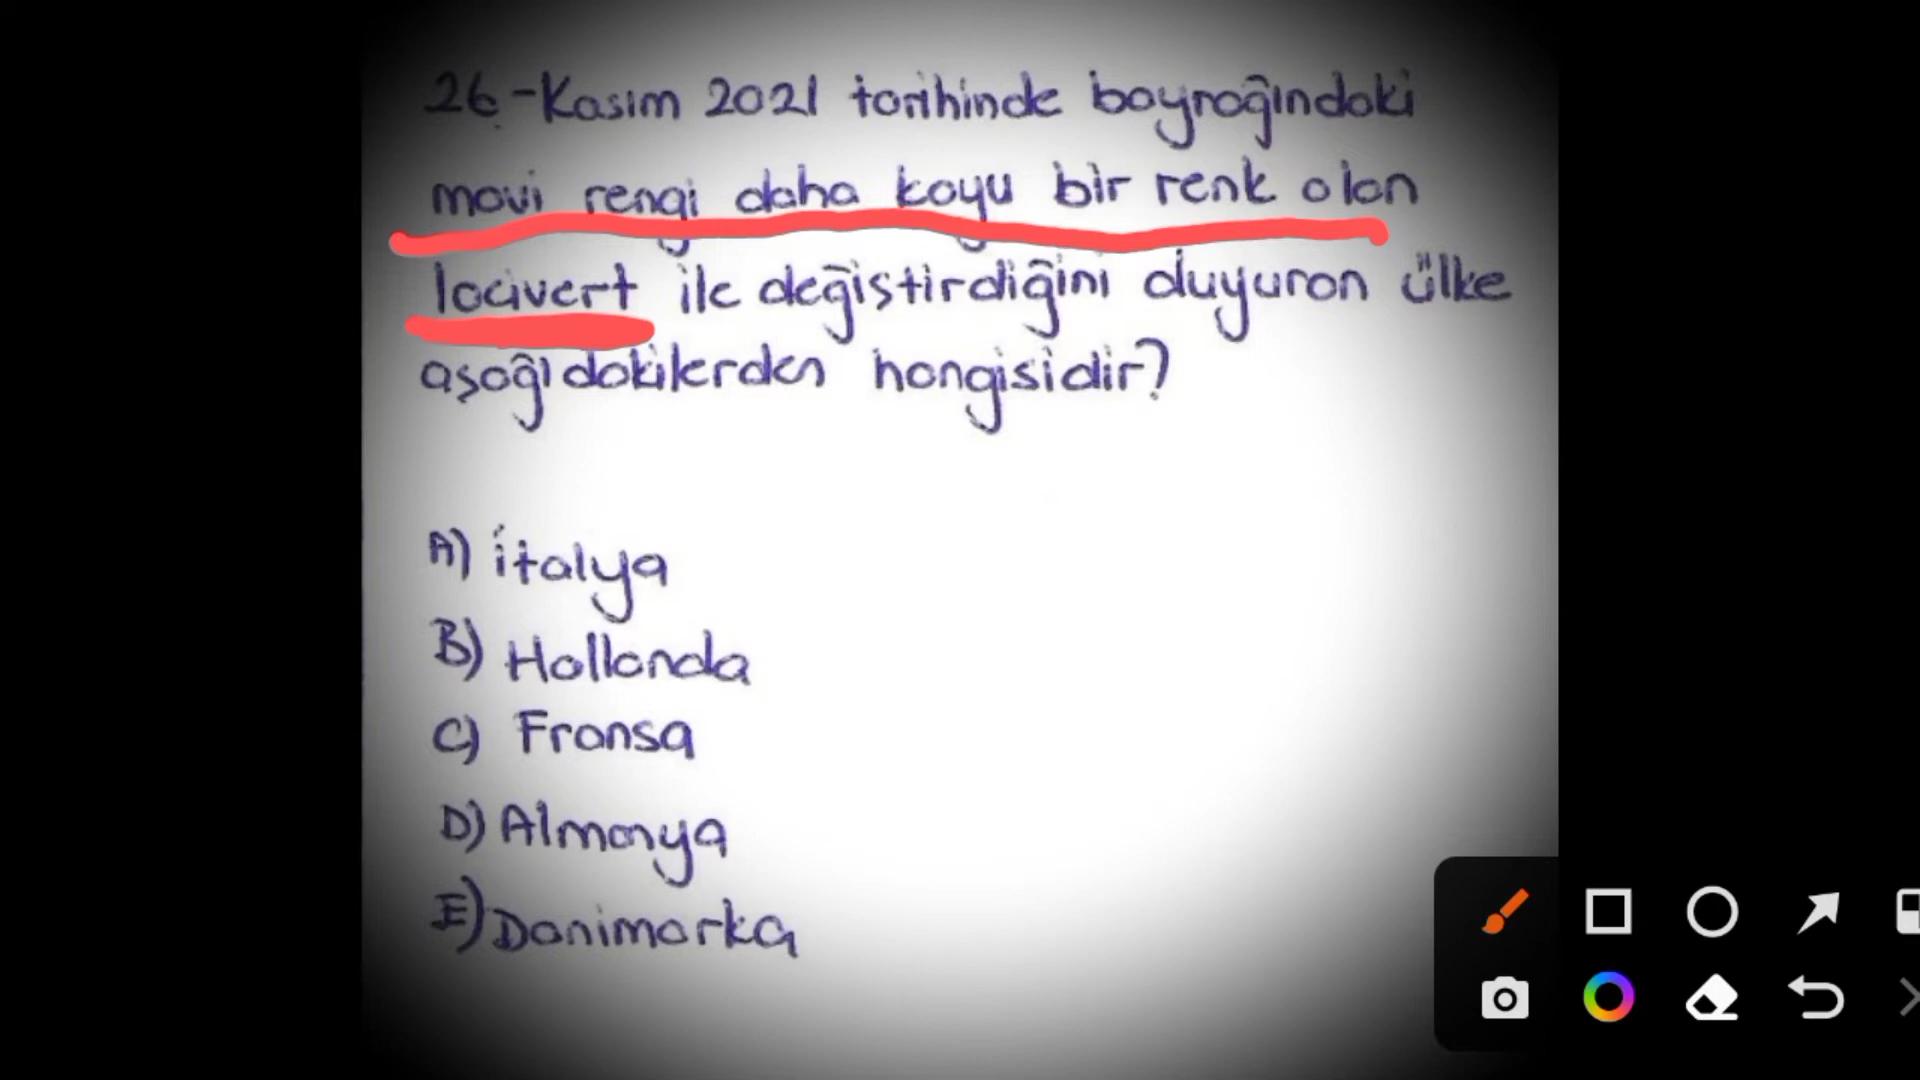 26-Kasım 2021 tarihinde bayrağındaki
mavi rengi daha koyu bir renk olan
lacivert ile değiştirdiğini duyuran ülke
aşağıdakilerden hangisidir?
A) İtalya
B) Hollanda
C) Fransa
D) Almanya
E) Danimarka